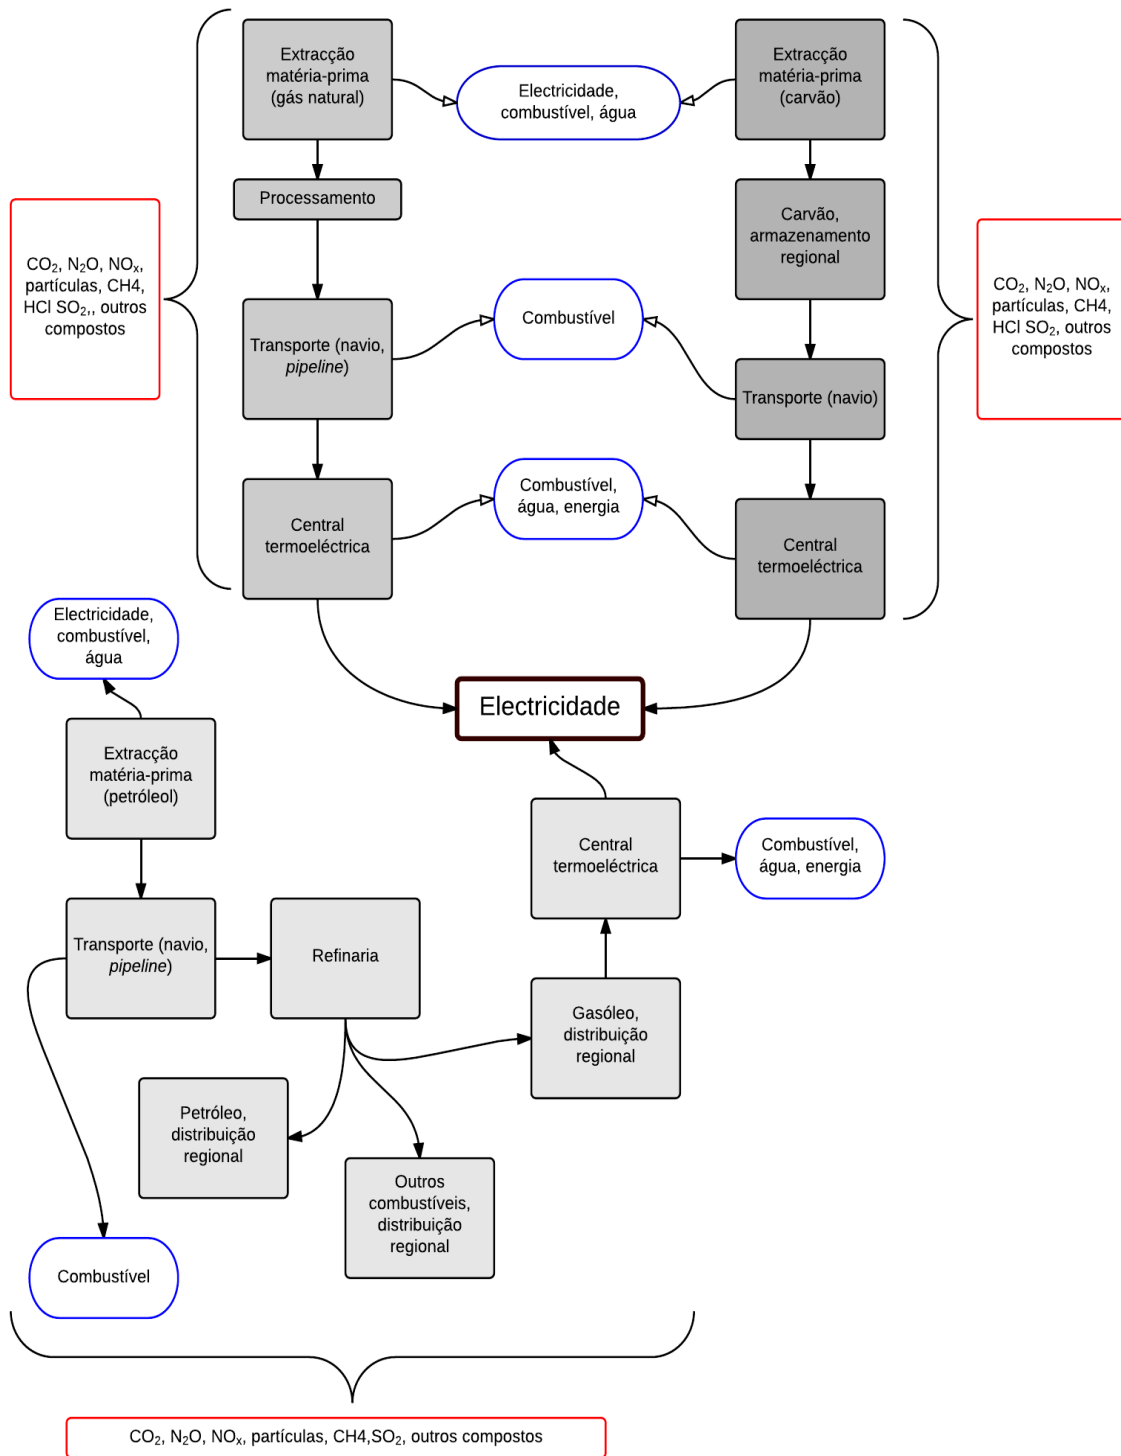 Extracção
matéria-prima
(gás natural)
Electricidade,
combustível, água
Extracção
matéria-prima
(carvão)
Processamento
Carvão,
armazenamento
regional
CO₂, N₂O, NOₓ,
partículas, CH4,
HCl SO₂,, outros
compostos
CO₂, N₂O, NOₓ,
partículas, CH4,
HCl SO₂, outros
compostos
Combustível
Transporte (navio,
pipeline)
Transporte (navio)
Combustível,
água, energia
Central
termoeléctrica
Central
termoeléctrica
Electricidade,
combustível,
água
Electricidade
Extracção
matéria-prima
(petróleol)
Central
termoeléctrica
Combustível,
água, energia
Transporte (navio,
pipeline)
Refinaria
Gasóleo,
distribuição
regional
Petróleo,
distribuição
regional
Outros
combustíveis,
distribuição
regional
Combustível
CO₂, N₂O, NOₓ, partículas, CH4,SO₂, outros compostos